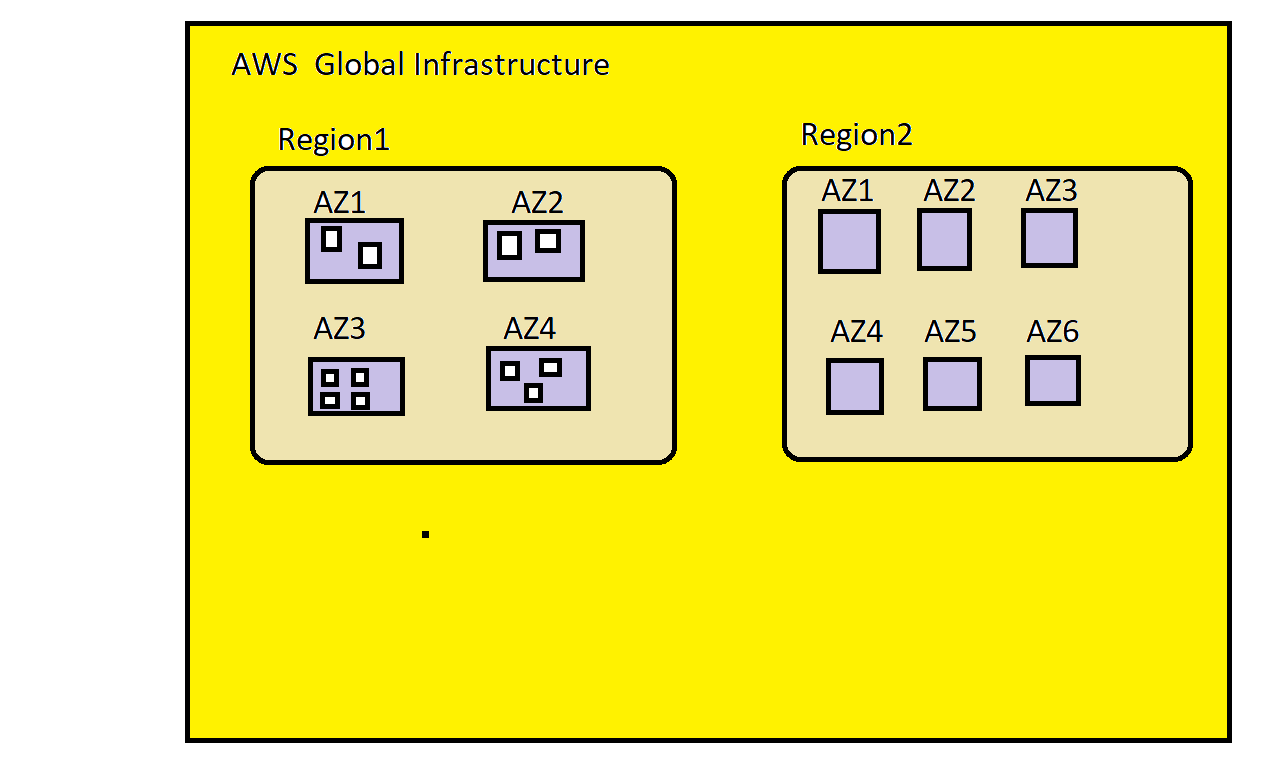 AWS  Global Infrastructure
Region1
AZ1
AZ2
AZ3
AZ4
Region2
AZ1
AZ2
AZ3
AZ4
AZ5
AZ6